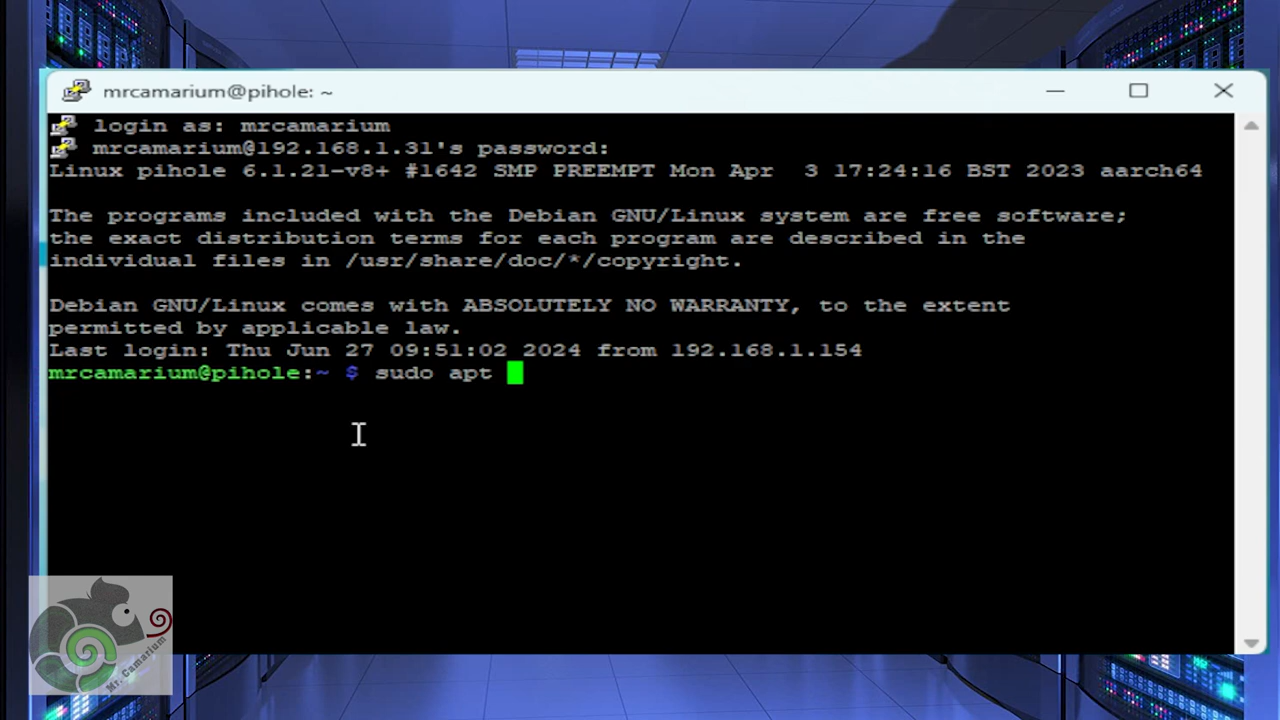 mrcamarium@pihole: ~
login as: mrcamarium
mrcamarium@192.168.1.31's password:
Linux pihole 6.1.21-v8+ #1642 SMP PREEMPT Mon Apr  3 17:24:16 BST 2023 aarch64
The programs included with the Debian GNU/Linux system are free software;
the exact distribution terms for each program are described in the
individual files in /usr/share/doc/*/copyright.
Debian GNU/Linux comes with ABSOLUTELY NO WARRANTY, to the extent
permitted by applicable law.
Last login: Thu Jun 27 09:51:02 2024 from 192.168.1.154
mrcamarium@pihole:~ $ sudo apt
Mr. Camarium